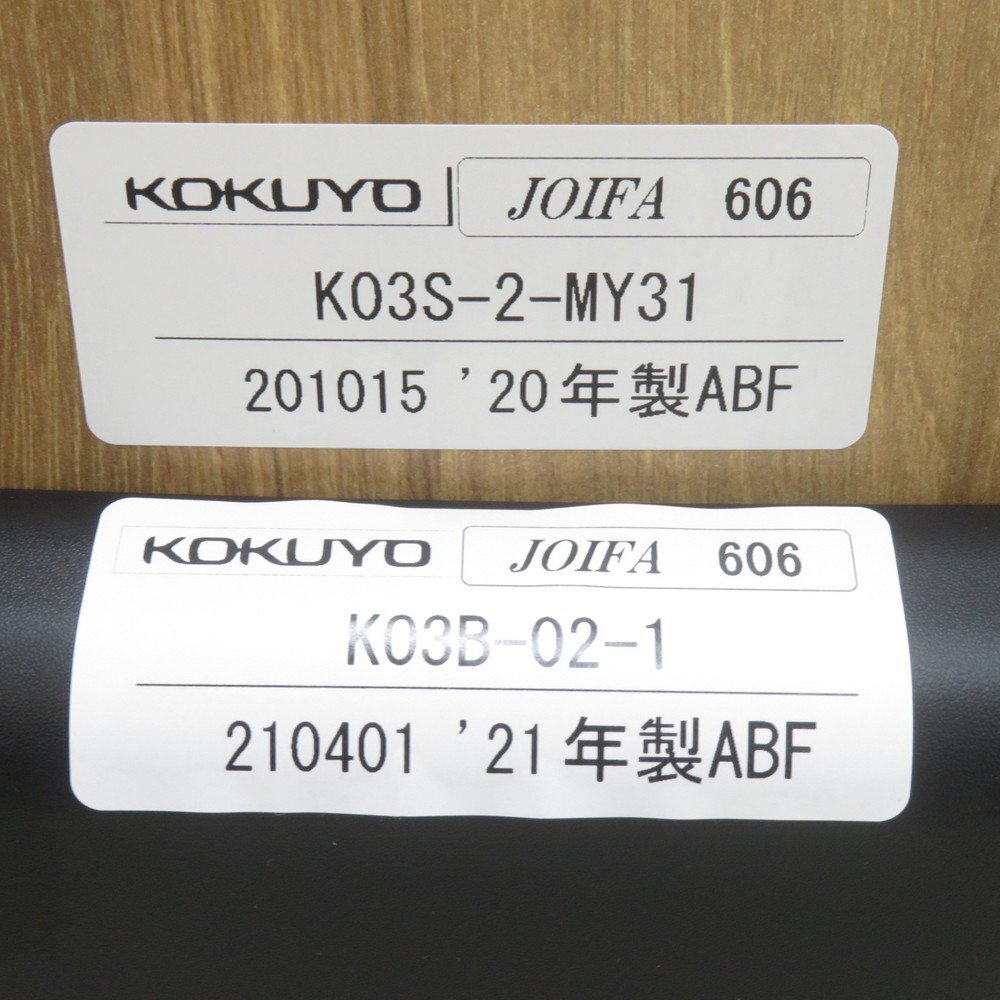 KOKUYO JOIFA 606
K03S-2-MY31
201015 '20年製ABF
KOKUYO JOIFA 606
K03B-02-1
210401 '21年製ABF